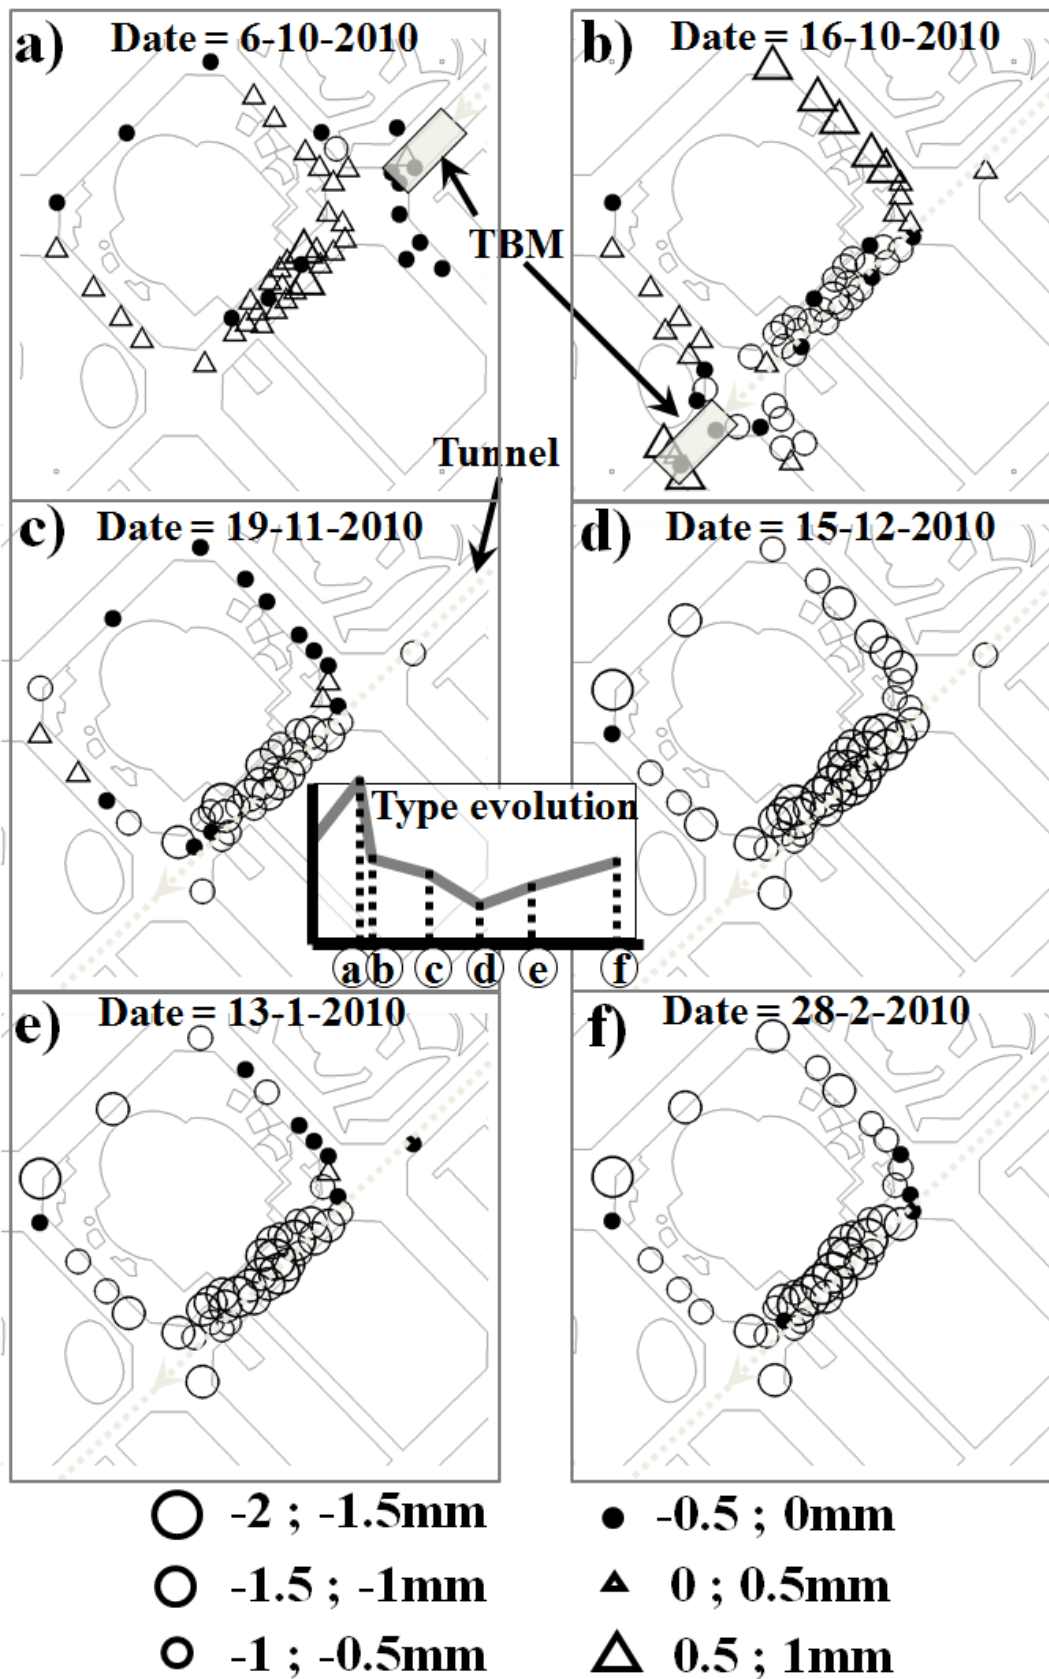 a) Date = 6-10-2010
b) Date = 16-10-2010
TBM
Tunnel
c) Date = 19-11-2010
d) Date = 15-12-2010
Type evolution
a b c d e f
e) Date = 13-1-2010
f) Date = 28-2-2010
-2 ; -1.5mm
-0.5 ; 0mm
-1.5 ; -1mm
0 ; 0.5mm
-1 ; -0.5mm
0.5 ; 1mm